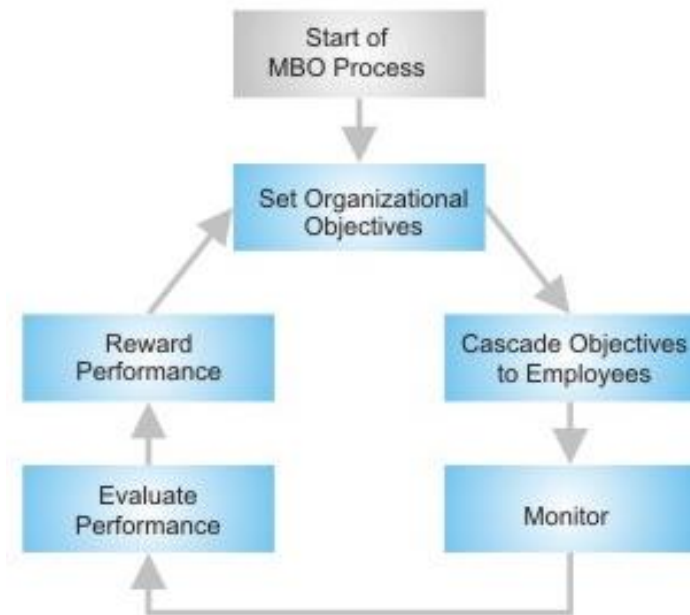 Start of
MBO Process
Set Organizational
Objectives
Reward
Performance
Cascade Objectives
to Employees
Evaluate
Performance
Monitor